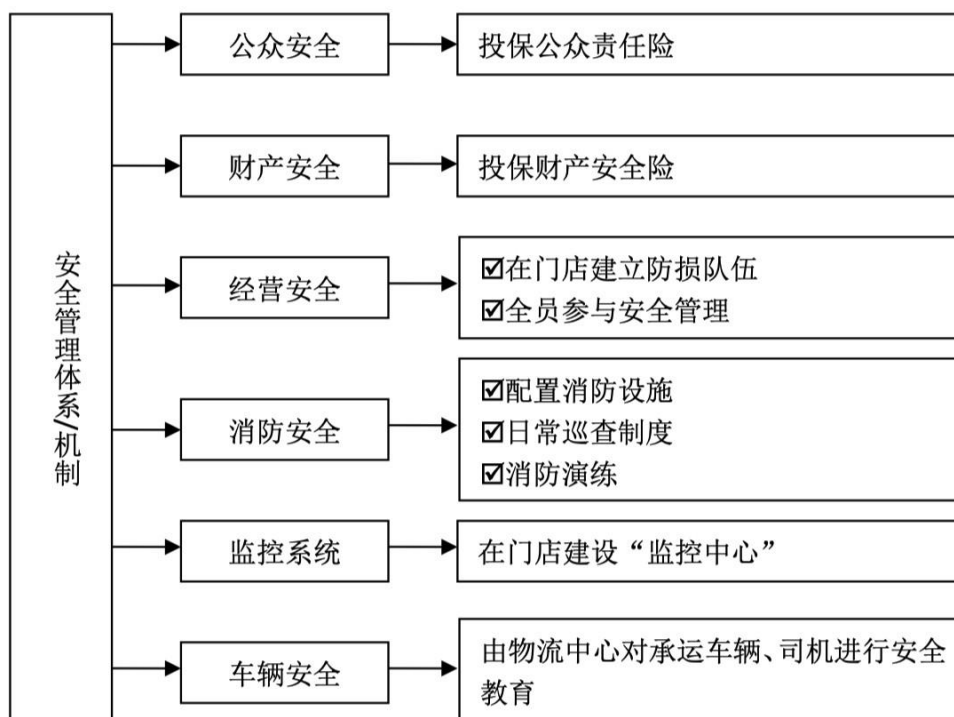 安全管理体系/机制
公众安全
投保公众责任险
财产安全
投保财产安全险
经营安全
☑在门店建立防损队伍
☑全员参与安全管理
消防安全
☑配置消防设施
☑日常巡查制度
☑消防演练
监控系统
在门店建设“监控中心”
车辆安全
由物流中心对承运车辆、司机进行安全
教育